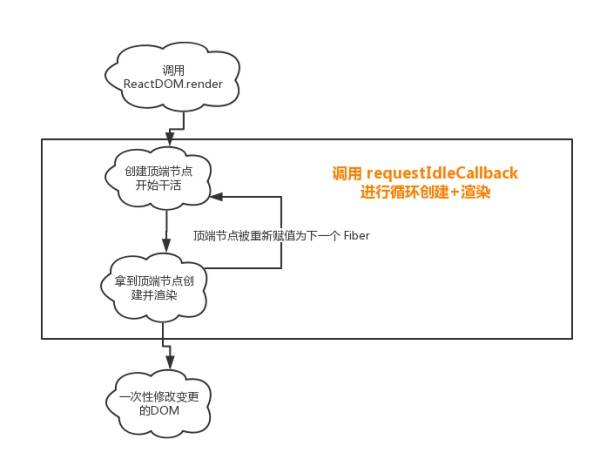 调用
ReactDOM.render
创建顶端节点
开始干活
调用 requestIdleCallback
进行循环创建+渲染
顶端节点被重新赋值为下一个 Fiber
拿到顶端节点创
建并渲染
一次性修改变更
的DOM